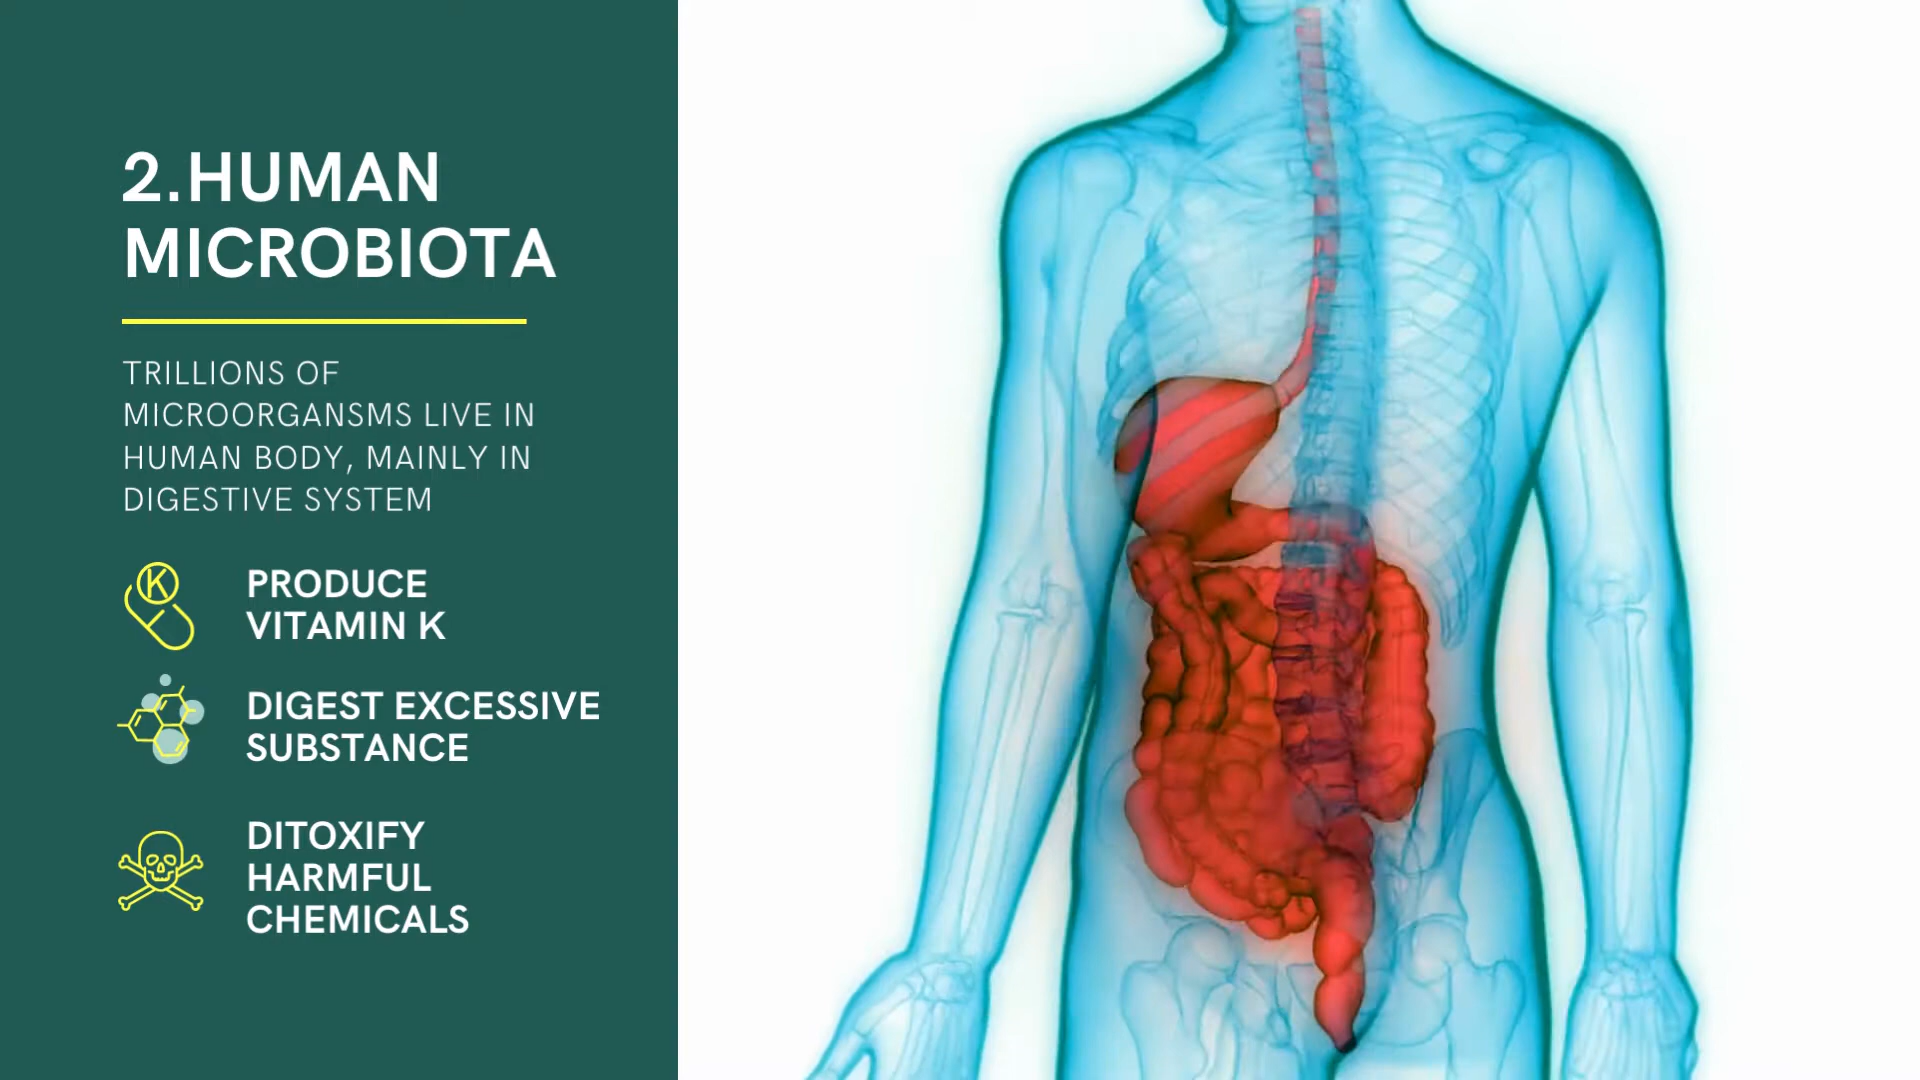 2.HUMAN
MICROBIOTA
TRILLIONS OF
MICROORGANSMS LIVE IN
HUMAN BODY, MAINLY IN
DIGESTIVE SYSTEM
K
PRODUCE
VITAMIN K
DIGEST EXCESSIVE
SUBSTANCE
DITOXIFY
HARMFUL
CHEMICALS